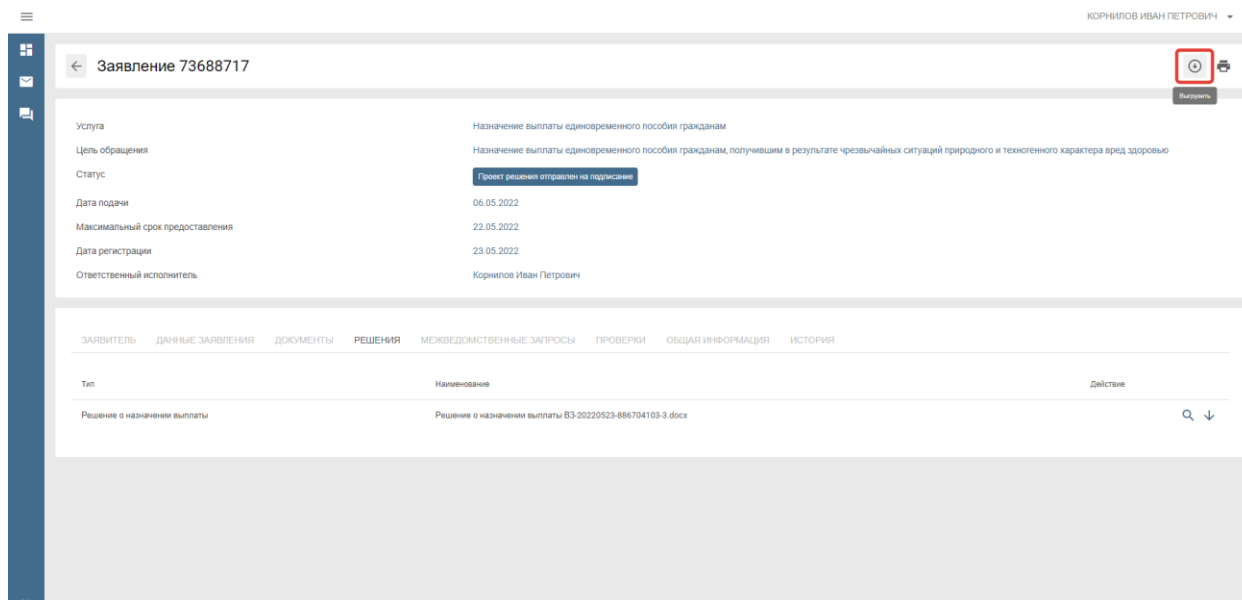 КОРНИЛОВ ИВАН ПЕТРОВИЧ
Заявление 73688717
Выгрузить
Услуга Назначение выплаты единовременного пособия гражданам
Цель обращения Назначение выплаты единовременного пособия гражданам, получившим в результате чрезвычайных ситуаций природного и техногенного характера вред здоровью
Статус Проект решения отправлен на подписание
Дата подачи 06.05.2022
Максимальный срок предоставления 22.05.2022
Дата регистрации 23.05.2022
Ответственный исполнитель Корнилов Иван Петрович
ЗАЯВИТЕЛЬ ДАННЫЕ ЗАЯВЛЕНИЯ ДОКУМЕНТЫ РЕШЕНИЯ МЕЖВЕДОМСТВЕННЫЕ ЗАПРОСЫ ПРОВЕРКИ ОБЩАЯ ИНФОРМАЦИЯ ИСТОРИЯ
Тип Наименование Действие
Решение о назначении выплаты Решение о назначении выплаты ВЗ-20220523-886704103-3.docx